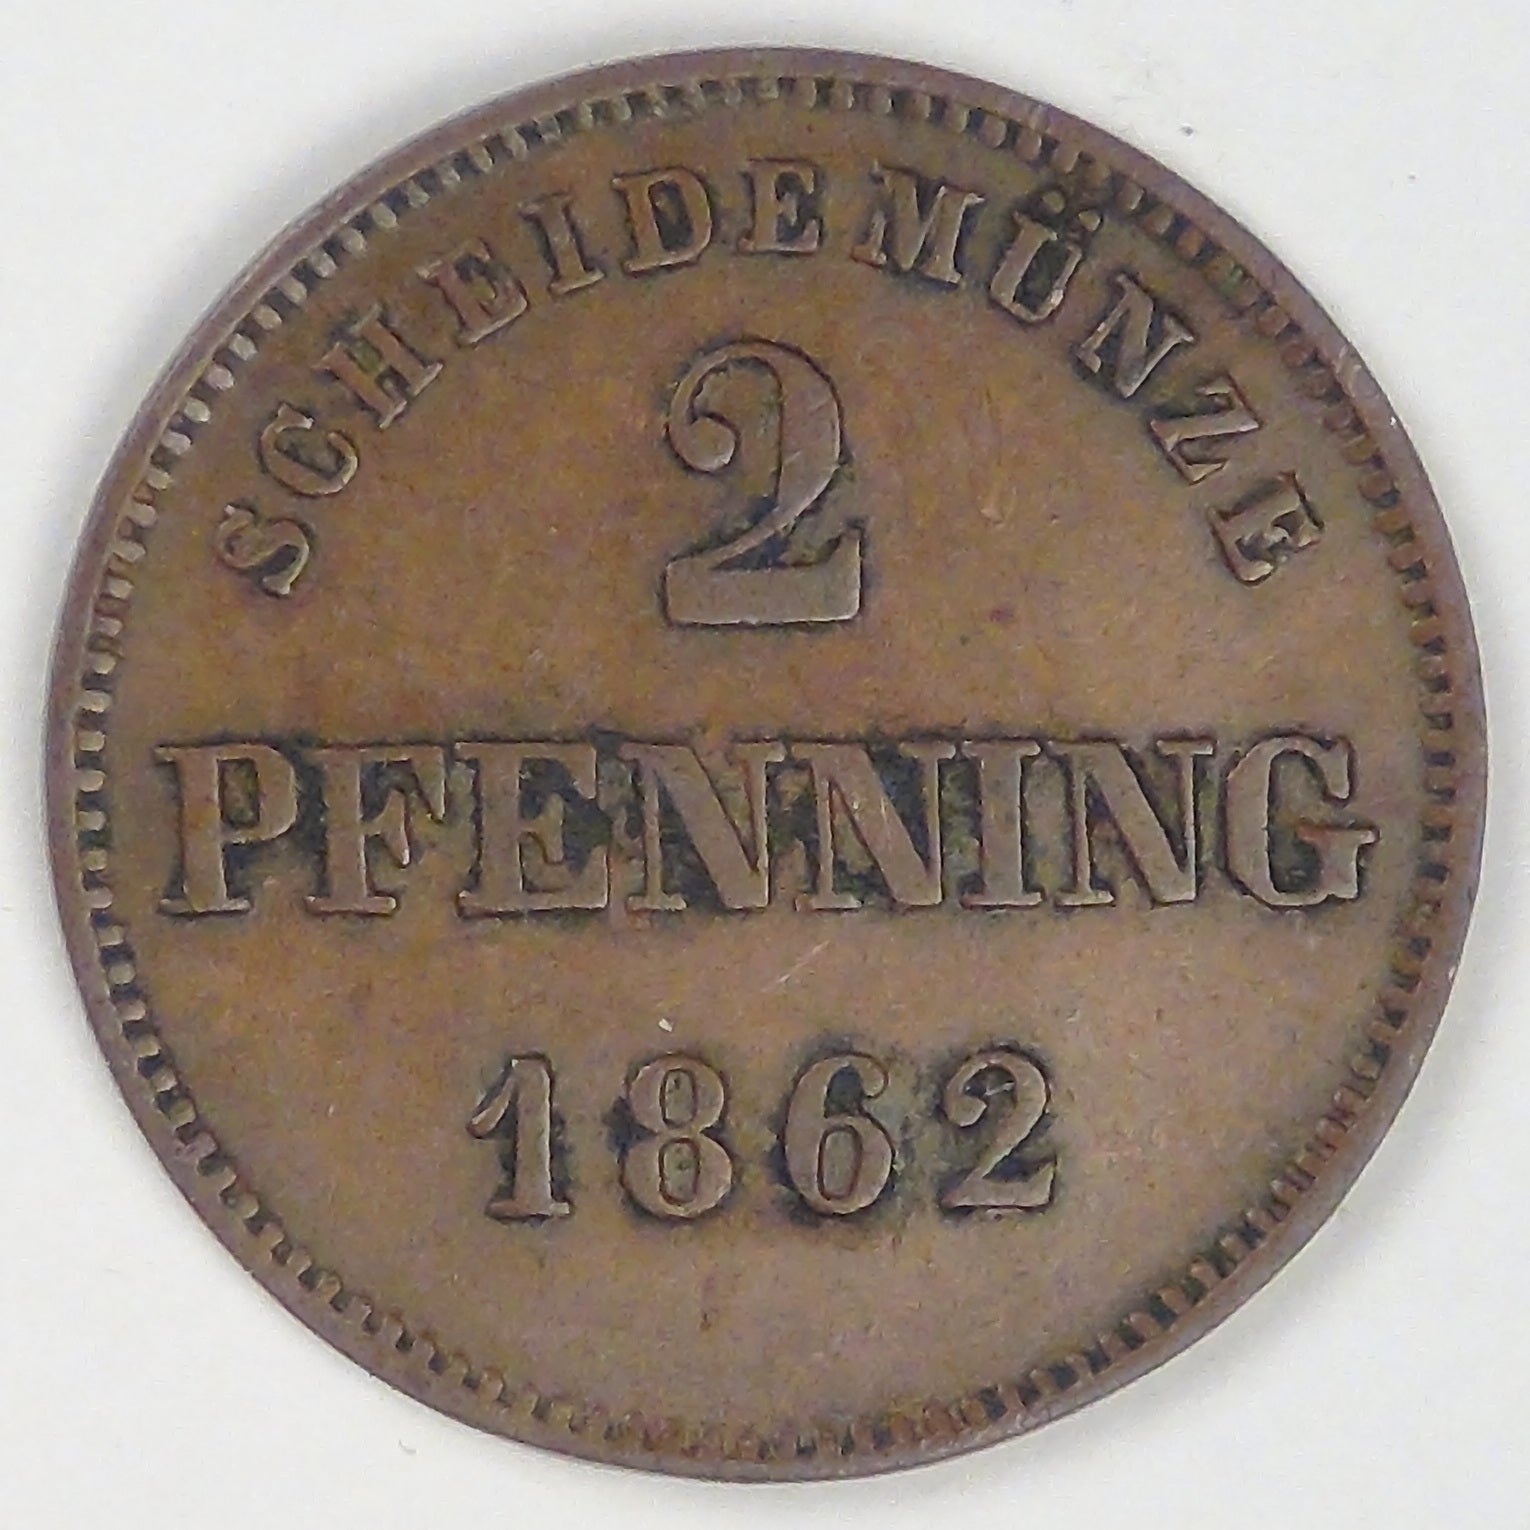 SCHEIDEMÜNZE
2
PFENNING
1862